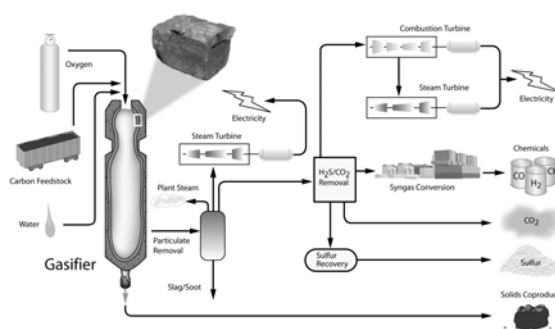 Oxygen
Carbon Feedstock
Water
Gasifier
Steam Turbine
Electricity
Plant Steam
Particulate
Removal
Slag/Soot
Combustion Turbine
Steam Turbine
Electricity
H₂S/CO₂
Removal
Syngas Conversion
Chemicals
CO
H₂
CO₂
Sulfur
Recovery
Sulfur
Solids Coproduc